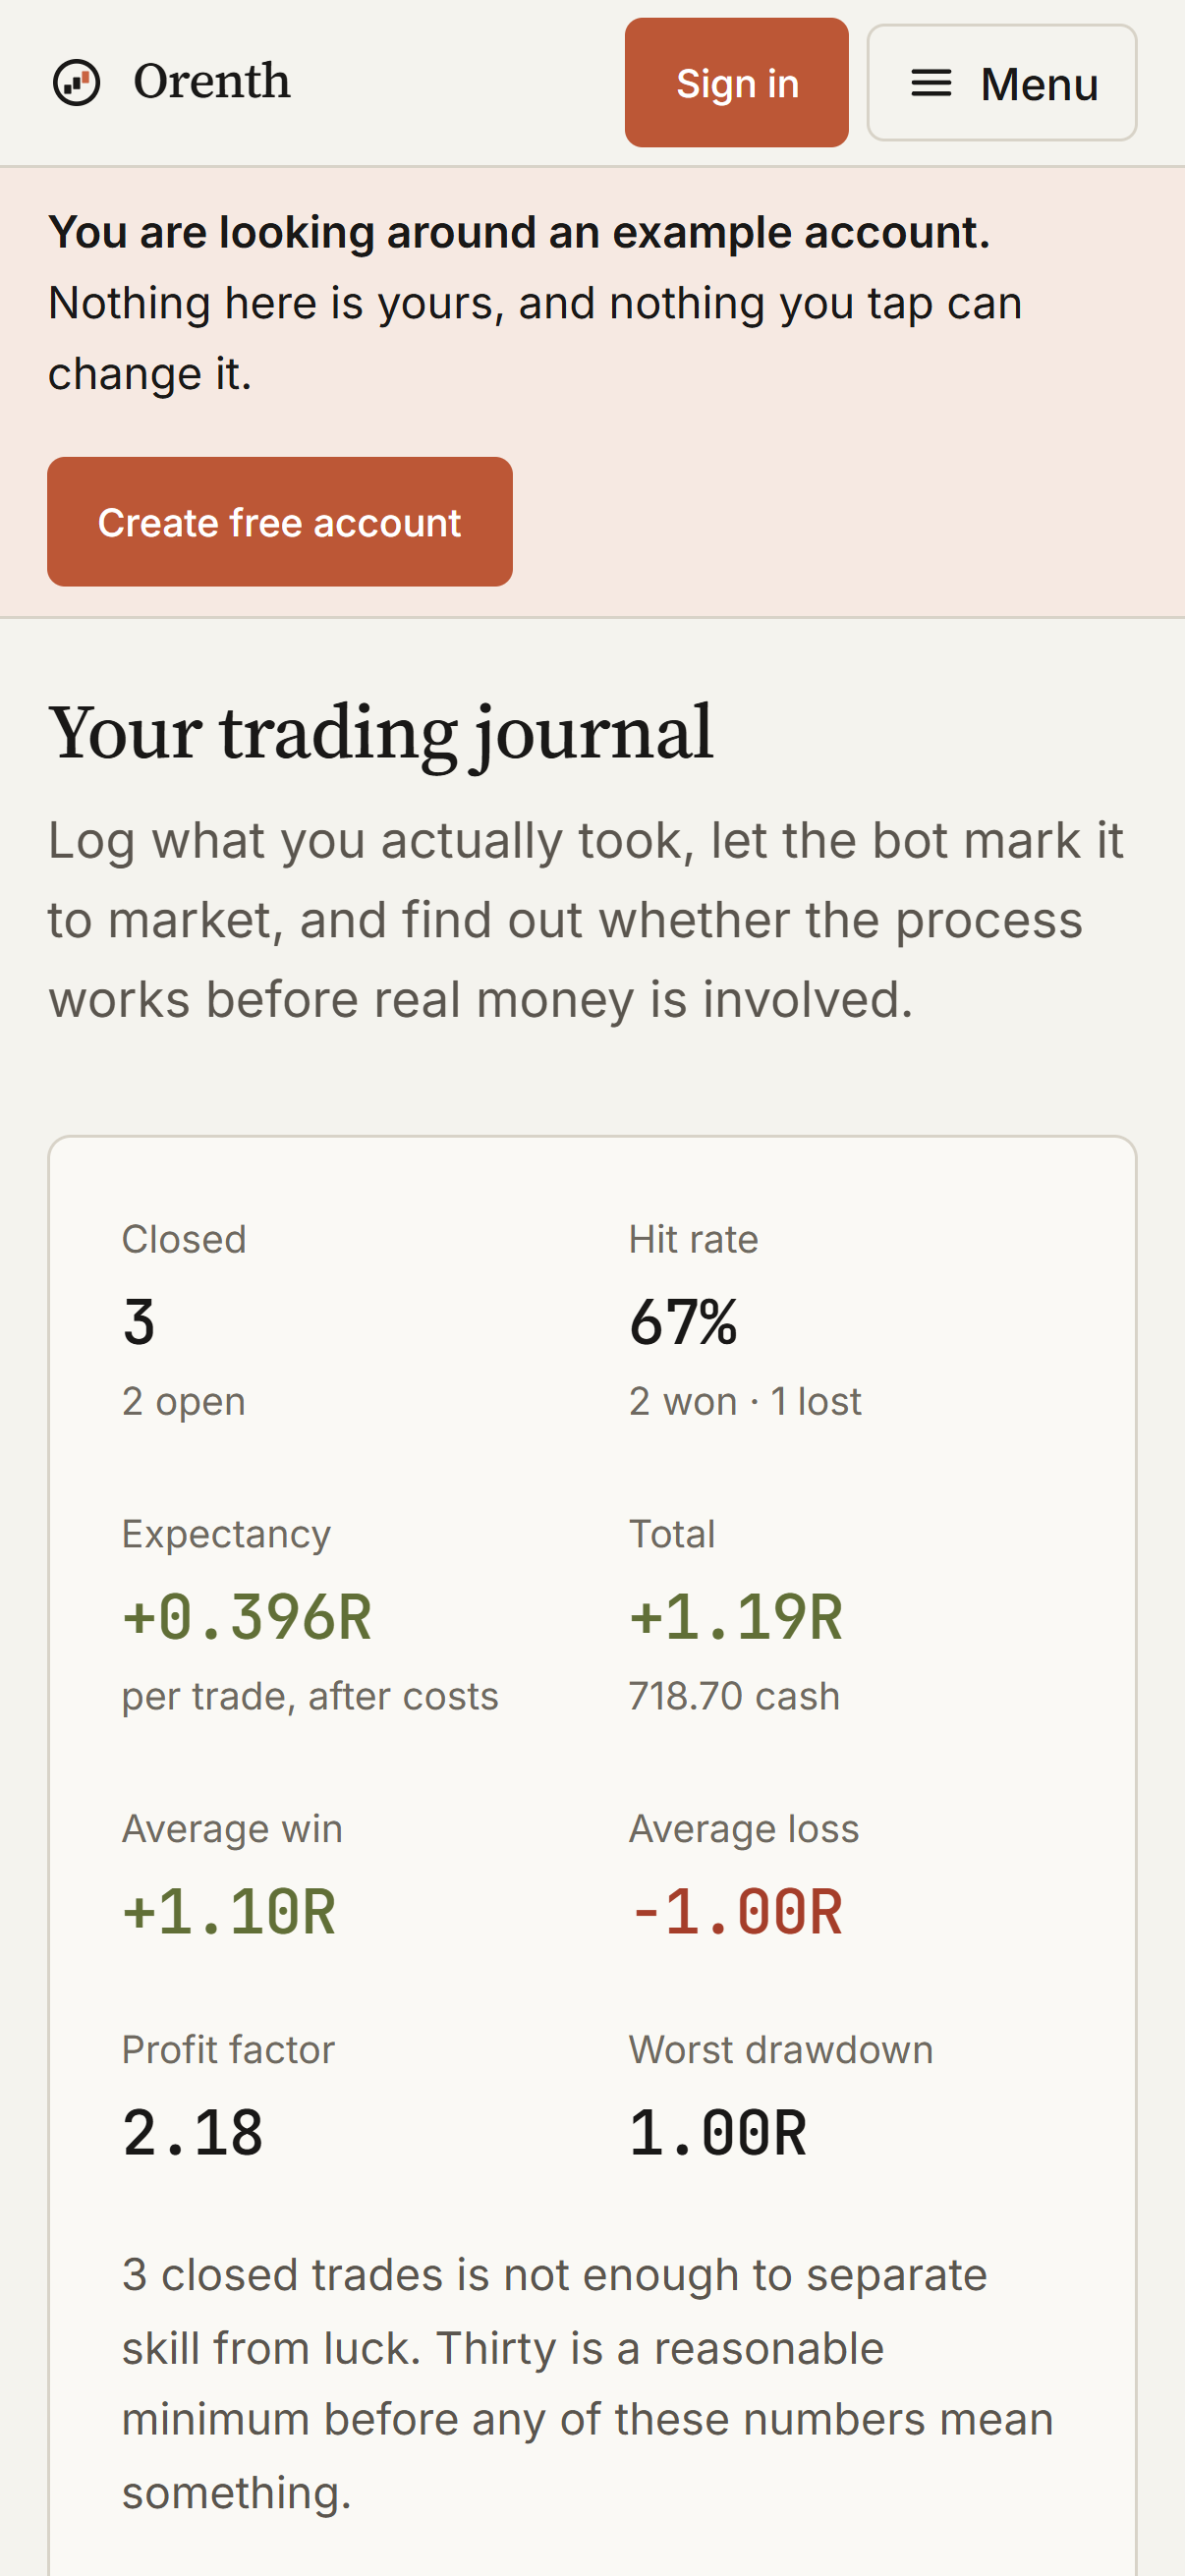 Orenth
Sign in
Menu
You are looking around an example account.
Nothing here is yours, and nothing you tap can
change it.
Create free account
Your trading journal
Log what you actually took, let the bot mark it
to market, and find out whether the process
works before real money is involved.
Closed
3
2 open
Hit rate
67%
2 won · 1 lost
Expectancy
+0.396R
per trade, after costs
Total
+1.19R
718.70 cash
Average win
+1.10R
Average loss
-1.00R
Profit factor
2.18
Worst drawdown
1.00R
3 closed trades is not enough to separate
skill from luck. Thirty is a reasonable
minimum before any of these numbers mean
something.